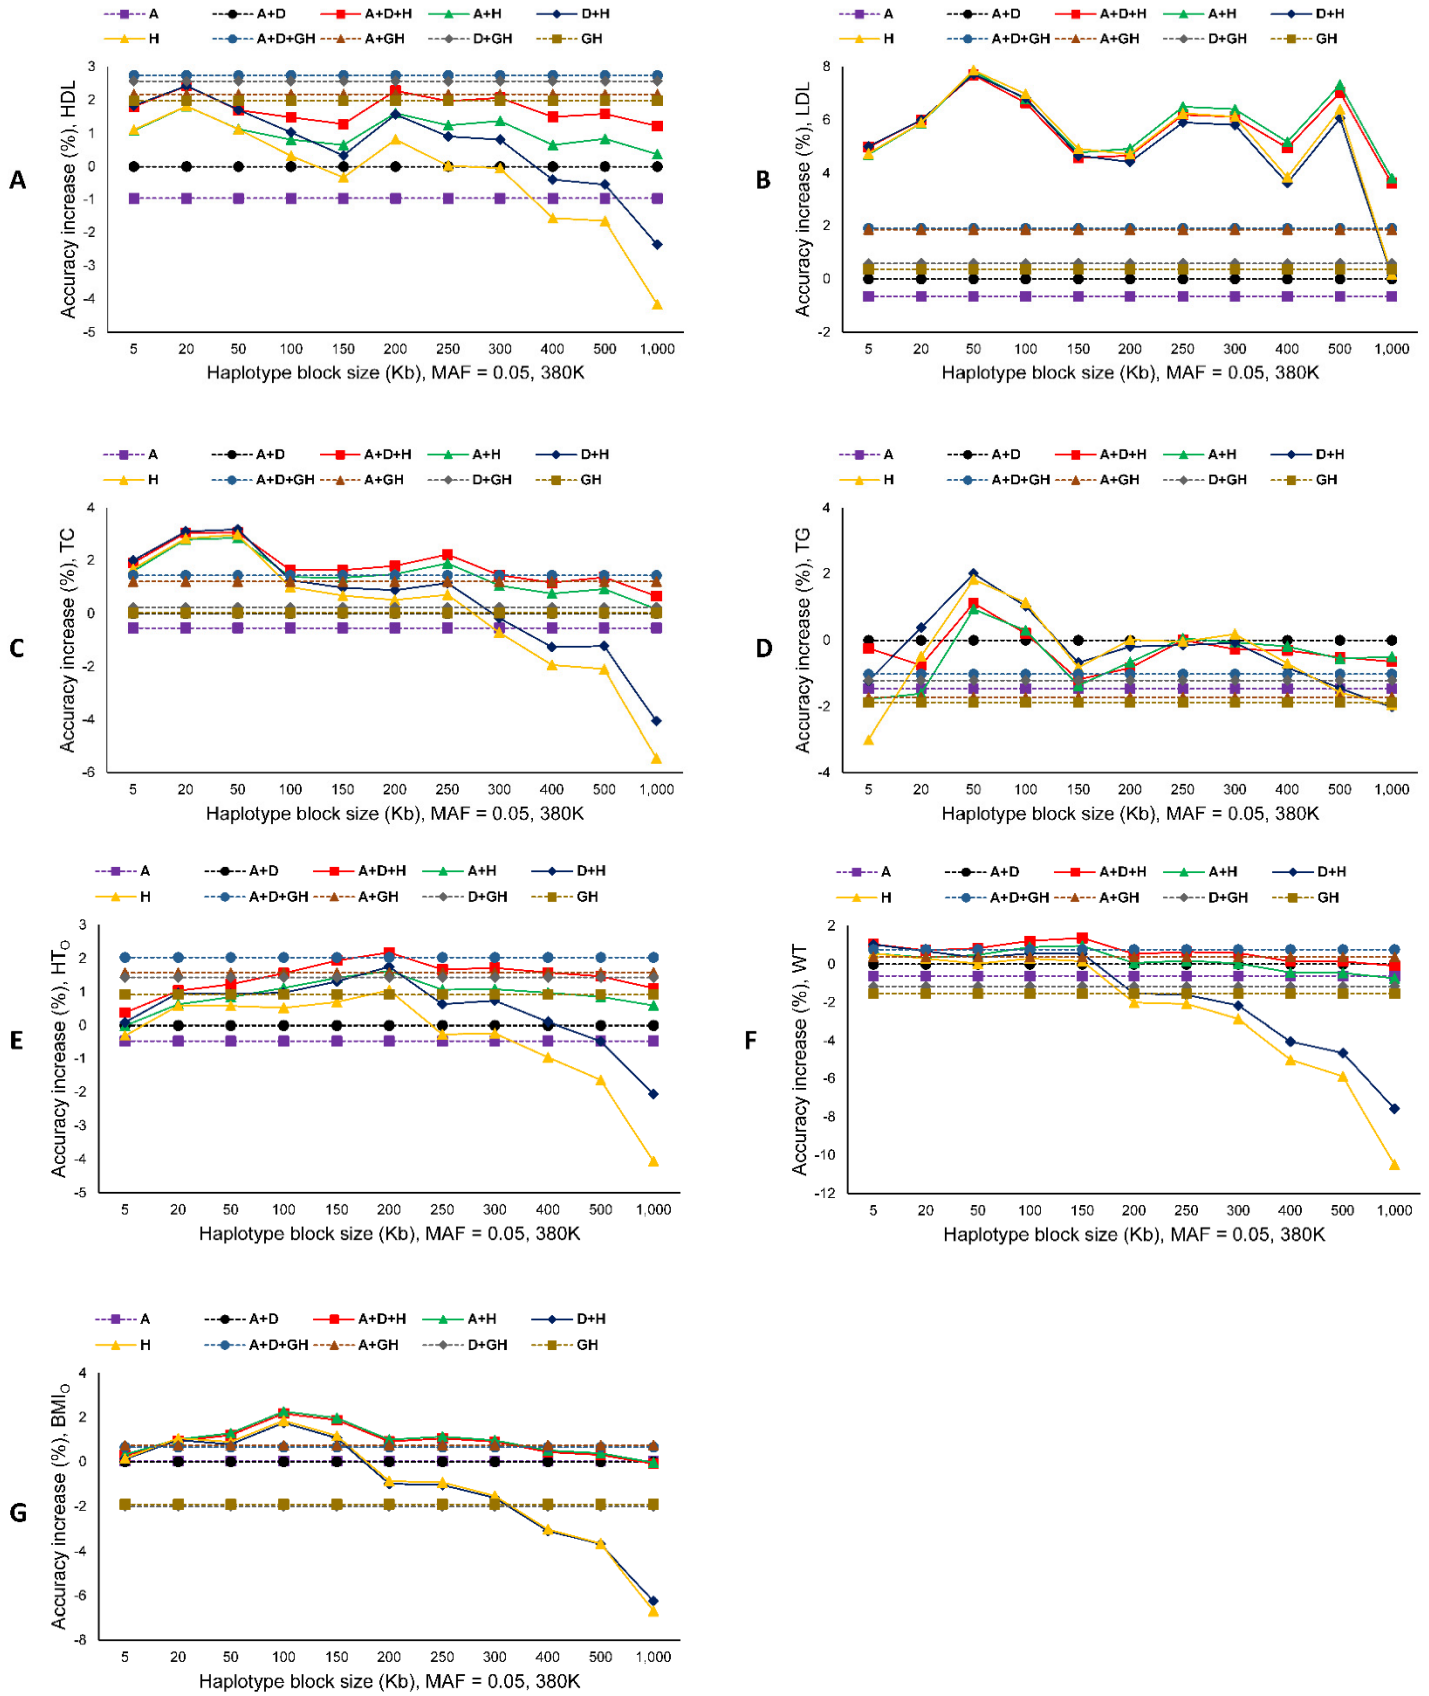 A A+D A+D+H A+H D+H
H A+D+GH A+GH D+GH GH
3
2
1
0
-1
-2
-3
-4
-5
Accuracy increase (%), HDL
A
5 20 50 100 150 200 250 300 400 500 1,000
Haplotype block size (Kb), MAF = 0.05, 380K
A A+D A+D+H A+H D+H
H A+D+GH A+GH D+GH GH
8
6
4
2
0
-2
Accuracy increase (%), LDL
B
5 20 50 100 150 200 250 300 400 500 1,000
Haplotype block size (Kb), MAF = 0.05, 380K
A A+D A+D+H A+H D+H
H A+D+GH A+GH D+GH GH
4
2
0
-2
-4
-6
Accuracy increase (%), TC
C
5 20 50 100 150 200 250 300 400 500 1,000
Haplotype block size (Kb), MAF = 0.05, 380K
A A+D A+D+H A+H D+H
H A+D+GH A+GH D+GH GH
4
2
0
-2
-4
Accuracy increase (%), TG
D
5 20 50 100 150 200 250 300 400 500 1,000
Haplotype block size (Kb), MAF = 0.05, 380K
A A+D A+D+H A+H D+H
H A+D+GH A+GH D+GH GH
3
2
1
0
-1
-2
-3
-4
-5
Accuracy increase (%), HTO
E
5 20 50 100 150 200 250 300 400 500 1,000
Haplotype block size (Kb), MAF = 0.05, 380K
A A+D A+D+H A+H D+H
H A+D+GH A+GH D+GH GH
2
0
-2
-4
-6
-8
-10
-12
Accuracy increase (%), WT
F
5 20 50 100 150 200 250 300 400 500 1,000
Haplotype block size (Kb), MAF = 0.05, 380K
A A+D A+D+H A+H D+H
H A+D+GH A+GH D+GH GH
4
2
0
-2
-4
-6
-8
Accuracy increase (%), BMIO
G
5 20 50 100 150 200 250 300 400 500 1,000
Haplotype block size (Kb), MAF = 0.05, 380K